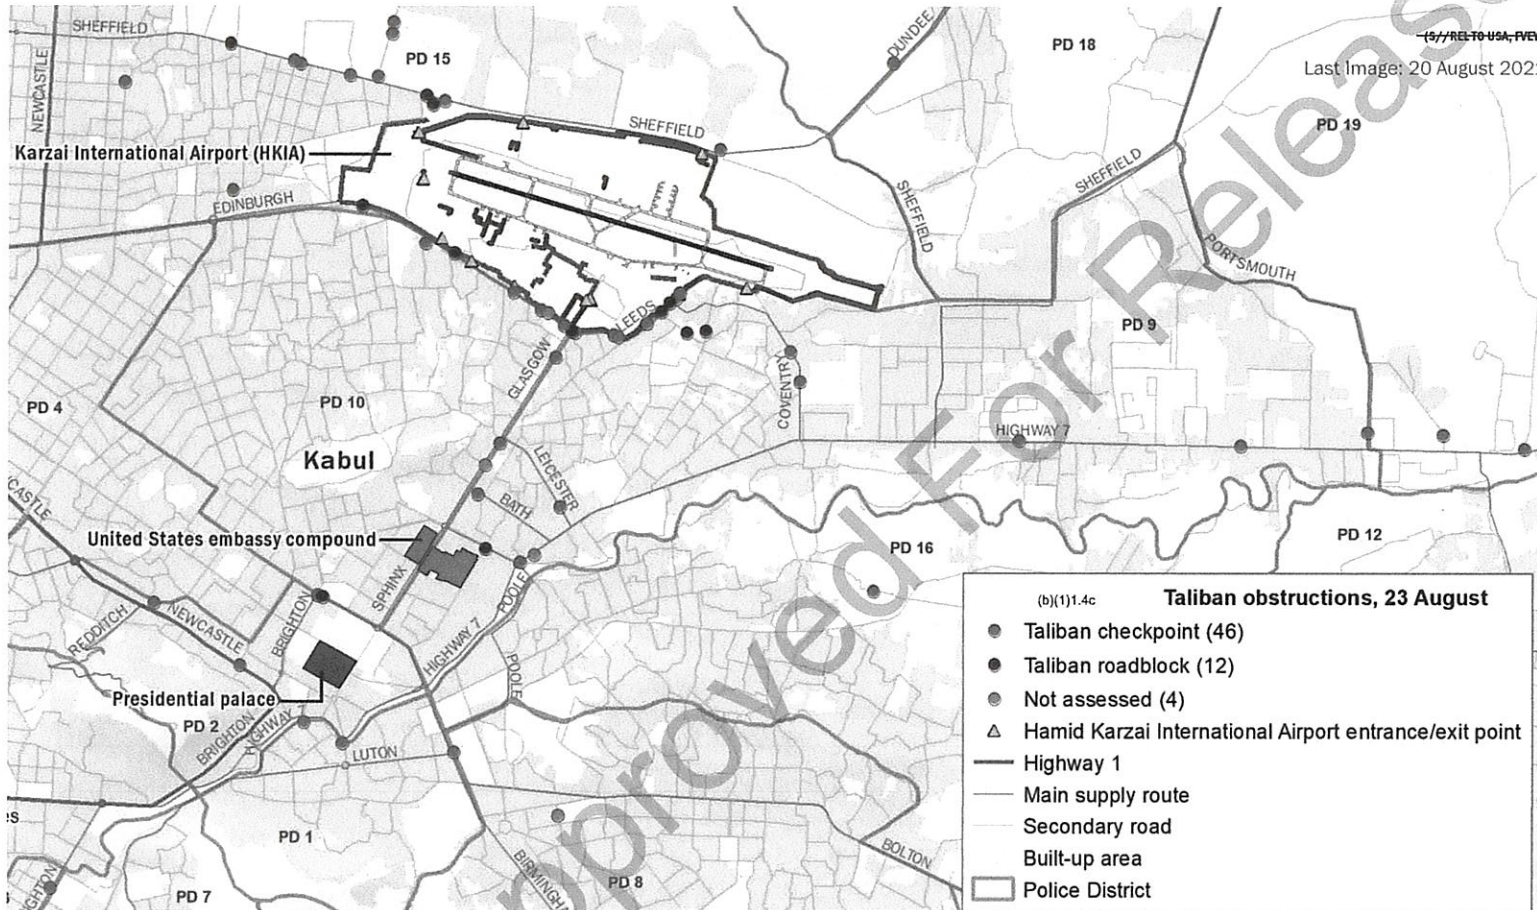 SHEFFIELD
PD 15
DUNDEE
PD 18
(S//REL TO USA, FVEY
Last Image: 20 August 202
NEWCASTLE
SHEFFIELD
PD 19
Karzai International Airport (HKIA)
SHEFFIELD
EDINBURGH
SHEFFIELD
PORTSMOUTH
LEEDS
PD 9
GLASGOW
COVENTRY
PD 4
PD 10
HIGHWAY 7
Kabul
LEICESTER
CASTLE
BATH
United States embassy compound
PD 16
PD 12
SPHINX
POOLE
REDDITCH
NEWCASTLE
BRIGHTON
HIGHWAY 7
POOLE
Presidential palace
PD 2
BRIGHTON
HIGHWAY
LUTON
PD 1
BOLTON
BIRMINGHA
PD 7
PD 8
GHTON
Approved For Release
(b)(1)1.4c
Taliban obstructions, 23 August
Taliban checkpoint (46)
Taliban roadblock (12)
Not assessed (4)
Hamid Karzai International Airport entrance/exit point
Highway 1
Main supply route
Secondary road
Built-up area
Police District